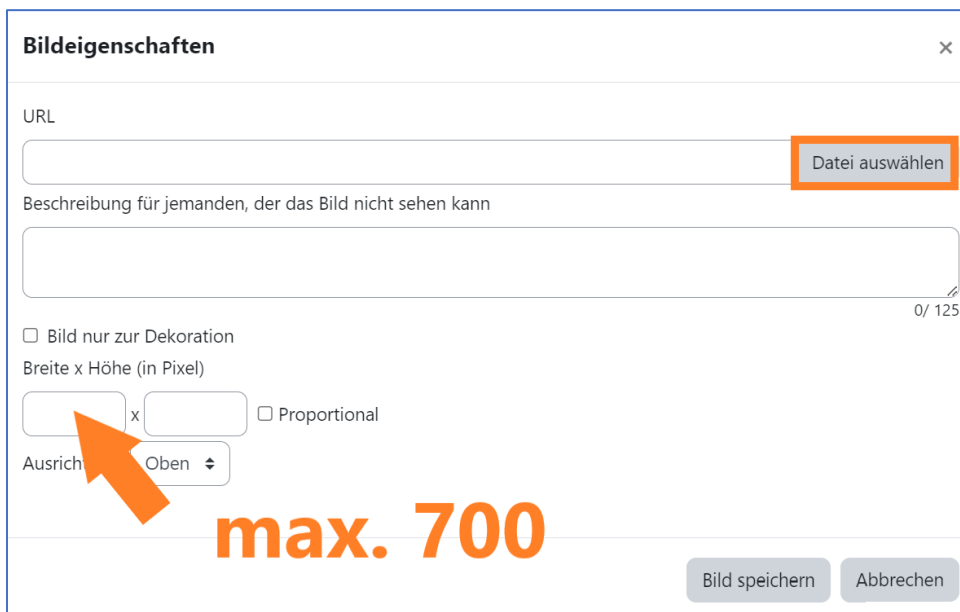 Bildeigenschaften ×
URL
Datei auswählen
Beschreibung für jemanden, der das Bild nicht sehen kann
0/ 125
Bild nur zur Dekoration
Breite x Höhe (in Pixel)
x Proportional
Oben
max. 700
Bild speichern Abbrechen